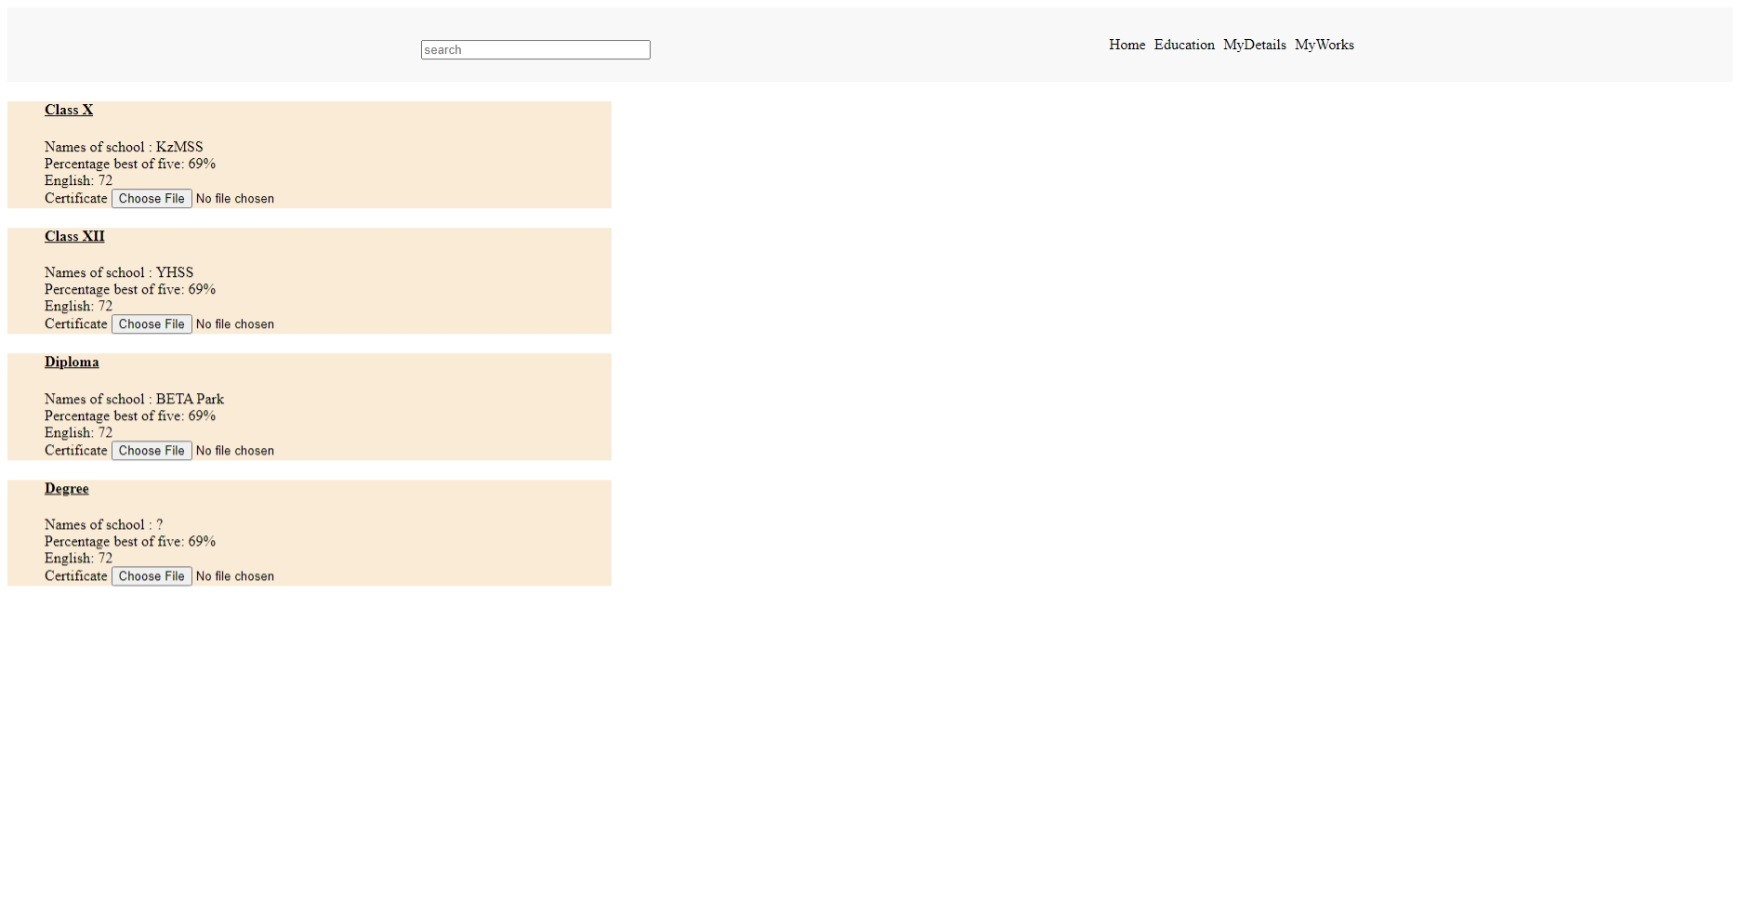 search
Home Education MyDetails MyWorks
Class X
Names of school : KzMSS
Percentage best of five: 69%
English: 72
Certificate Choose File No file chosen
Class XII
Names of school : YHSS
Percentage best of five: 69%
English: 72
Certificate Choose File No file chosen
Diploma
Names of school : BETA Park
Percentage best of five: 69%
English: 72
Certificate Choose File No file chosen
Degree
Names of school : ?
Percentage best of five: 69%
English: 72
Certificate Choose File No file chosen